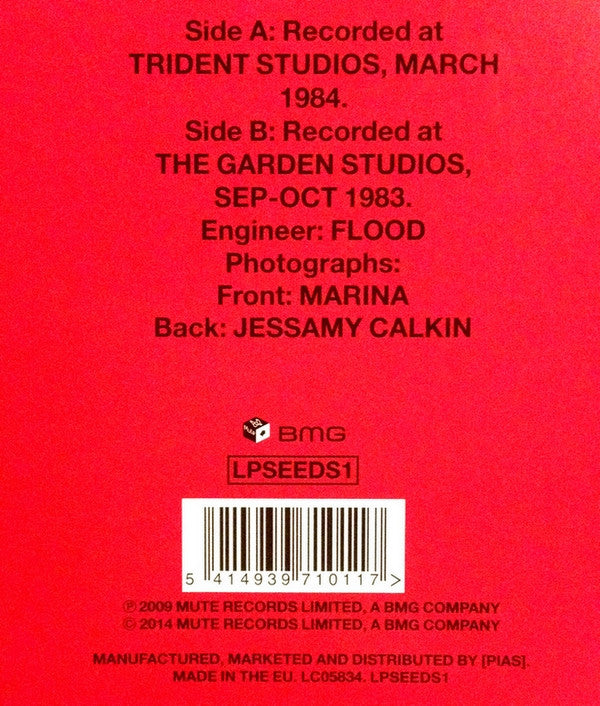 Side A: Recorded at
TRIDENT STUDIOS, MARCH
1984.
Side B: Recorded at
THE GARDEN STUDIOS,
SEP-OCT 1983.
Engineer: FLOOD
Photographs:
Front: MARINA
Back: JESSAMY CALKIN
BMG
LPSEEDS1
5 414939 710117 >
℗ 2009 MUTE RECORDS LIMITED, A BMG COMPANY
© 2014 MUTE RECORDS LIMITED, A BMG COMPANY
MANUFACTURED, MARKETED AND DISTRIBUTED BY [PIAS].
MADE IN THE EU. LC05834. LPSEEDS1